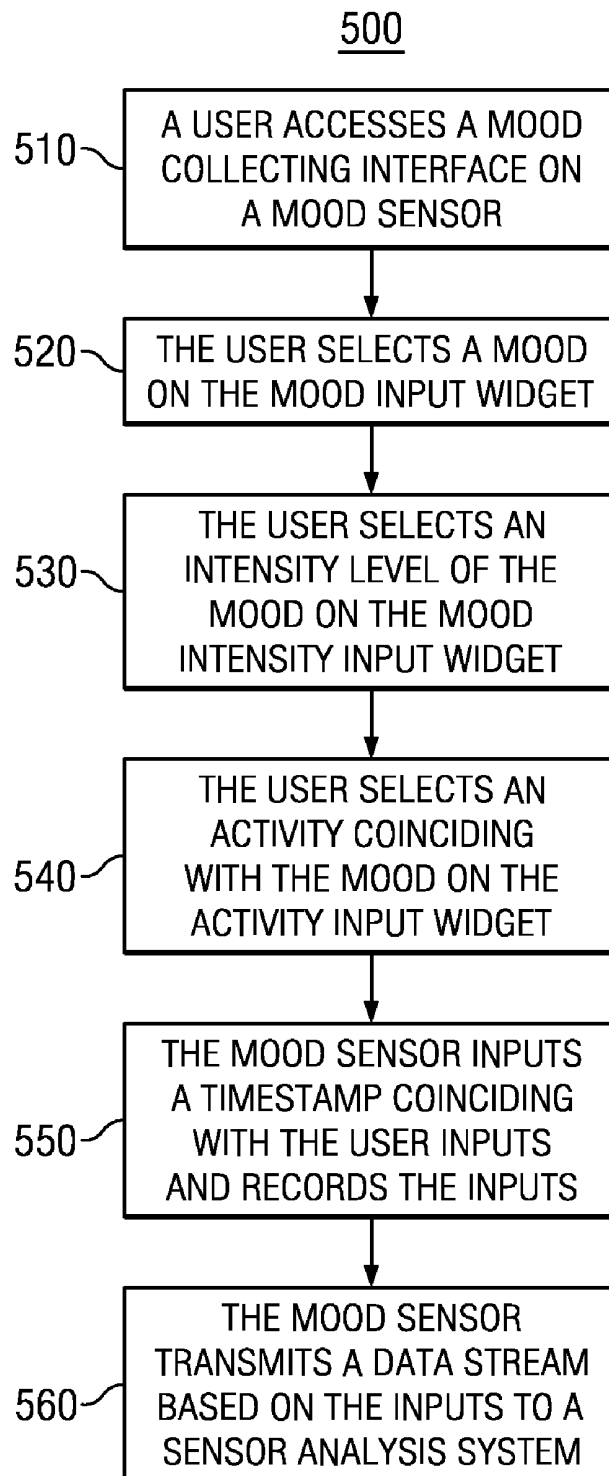 500
510
A USER ACCESSES A MOOD
COLLECTING INTERFACE ON
A MOOD SENSOR
520
THE USER SELECTS A MOOD
ON THE MOOD INPUT WIDGET
530
THE USER SELECTS AN
INTENSITY LEVEL OF THE
MOOD ON THE MOOD
INTENSITY INPUT WIDGET
540
THE USER SELECTS AN
ACTIVITY COINCIDING
WITH THE MOOD ON THE
ACTIVITY INPUT WIDGET
550
THE MOOD SENSOR INPUTS
A TIMESTAMP COINCIDING
WITH THE USER INPUTS
AND RECORDS THE INPUTS
560
THE MOOD SENSOR
TRANSMITS A DATA STREAM
BASED ON THE INPUTS TO A
SENSOR ANALYSIS SYSTEM